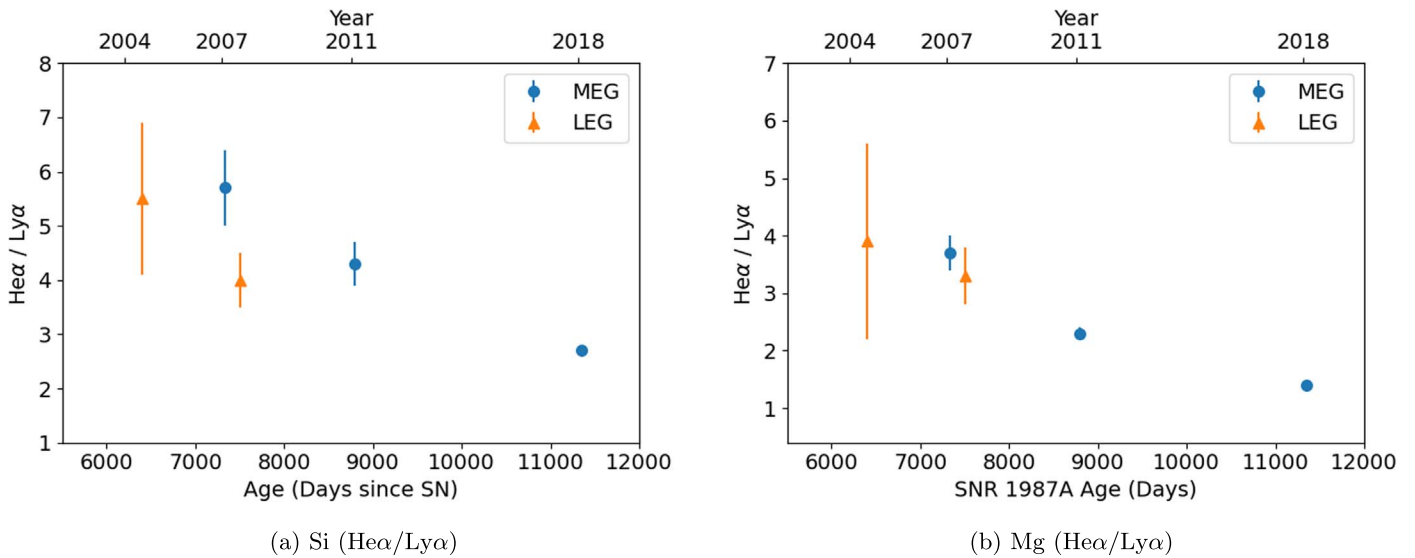 Year
2004 2007 2011 2018
8
7
6
5
4
3
2
1
Heα / Lyα
MEG
LEG
6000 7000 8000 9000 10000 11000 12000
Age (Days since SN)
(a) Si (Heα/Lyα)
Year
2004 2007 2011 2018
7
6
5
4
3
2
1
Heα / Lyα
MEG
LEG
6000 7000 8000 9000 10000 11000 12000
SNR 1987A Age (Days)
(b) Mg (Heα/Lyα)